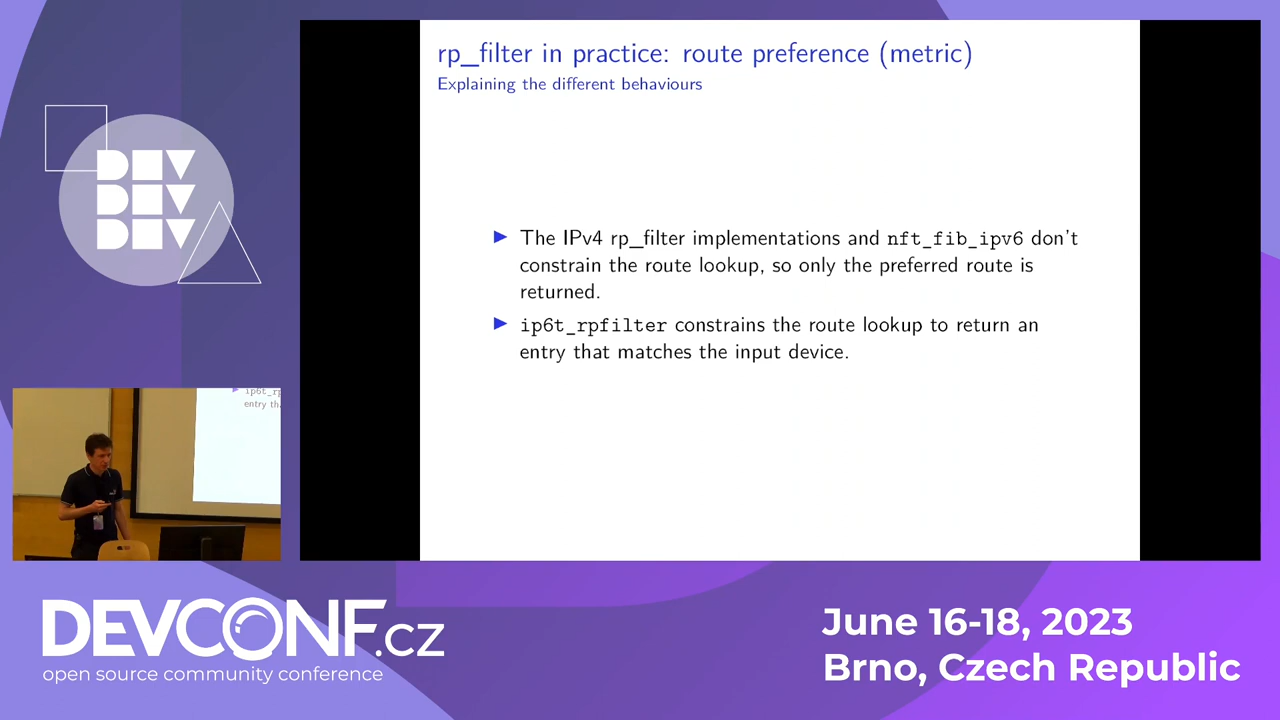 rp_filter in practice: route preference (metric)
Explaining the different behaviours
The IPv4 rp_filter implementations and nft_fib_ipv6 don't
constrain the route lookup, so only the preferred route is
returned.
ip6t_rpfilter constrains the route lookup to return an
entry that matches the input device.
DEV
DEV
DEV
ip6t_rp
entry th
DEVCONF.cz
open source community conference
June 16-18, 2023
Brno, Czech Republic